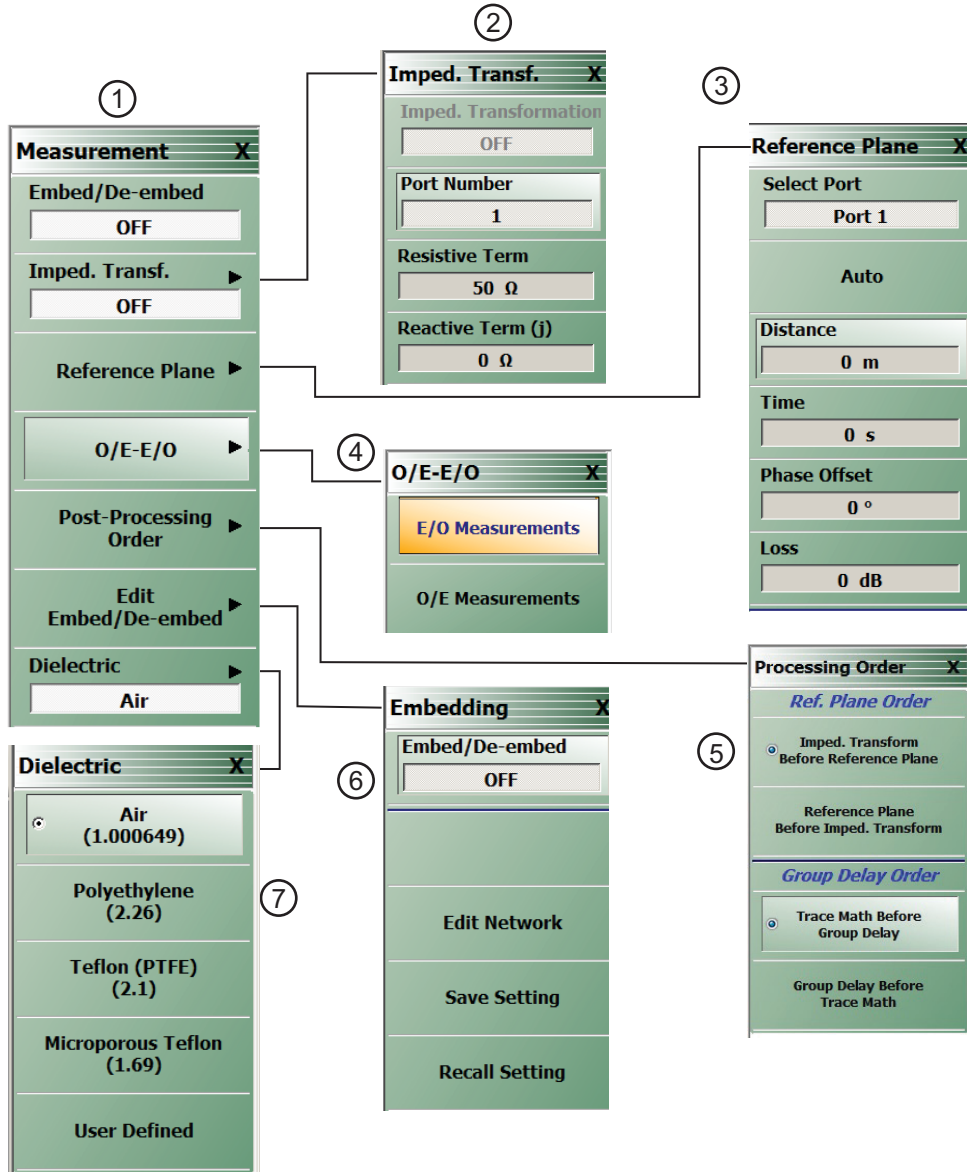 1
Measurement X
Embed/De-embed
OFF
Imped. Transf.
OFF
Reference Plane
O/E-E/O
Post-Processing
Order
Edit
Embed/De-embed
Dielectric
Air
2
Imped. Transf. X
Imped. Transformation
OFF
Port Number
1
Resistive Term
50 Ω
Reactive Term (j)
0 Ω
3
Reference Plane X
Select Port
Port 1
Auto
Distance
0 m
Time
0 s
Phase Offset
0 º
Loss
0 dB
4
O/E-E/O X
E/O Measurements
O/E Measurements
5
Processing Order X
Ref. Plane Order
Imped. Transform
Before Reference Plane
Reference Plane
Before Imped. Transform
Group Delay Order
Trace Math Before
Group Delay
Group Delay Before
Trace Math
6
Embedding X
Embed/De-embed
OFF
Edit Network
Save Setting
Recall Setting
7
Dielectric X
Air
(1.000649)
Polyethylene
(2.26)
Teflon (PTFE)
(2.1)
Microporous Teflon
(1.69)
User Defined